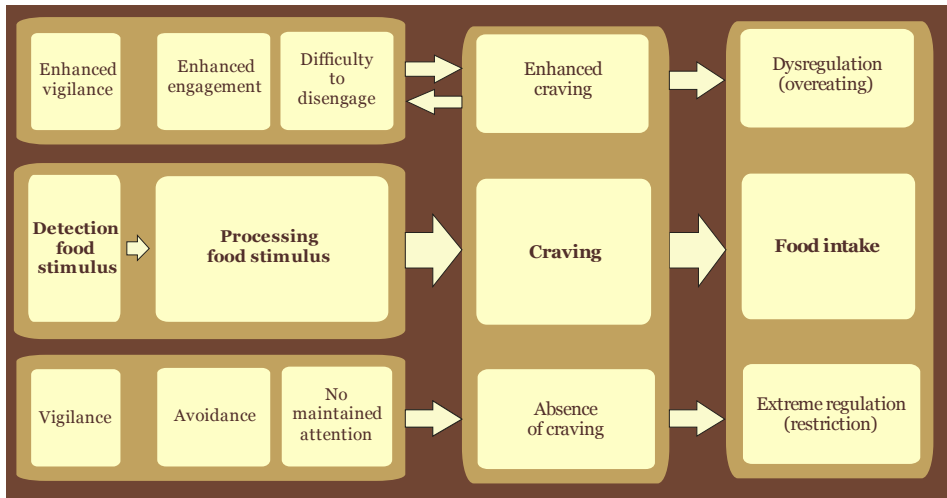 Enhanced
vigilance
Enhanced
engagement
Difficulty
to
disengage
Enhanced
craving
Dysregulation
(overeating)
Detection
food
stimulus
Processing
food stimulus
Craving
Food intake
Vigilance
Avoidance
No
maintained
attention
Absence
of craving
Extreme regulation
(restriction)